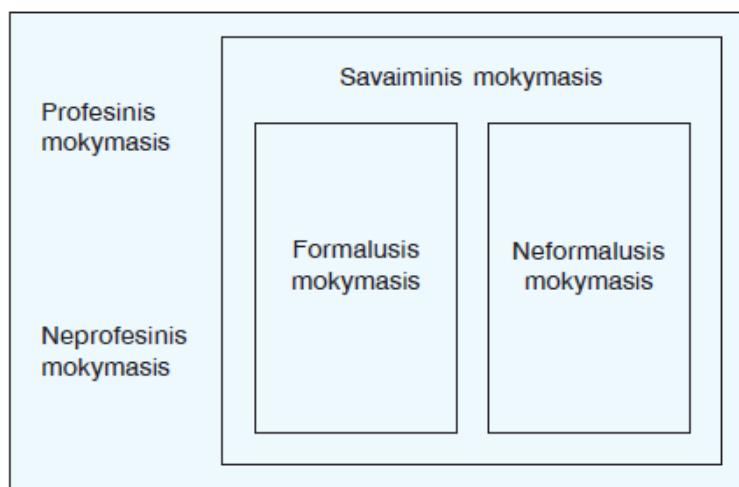 Savaiminis mokymasis
Profesinis
mokymasis
Formalusis
mokymasis
Neformalusis
mokymasis
Neprofesinis
mokymasis